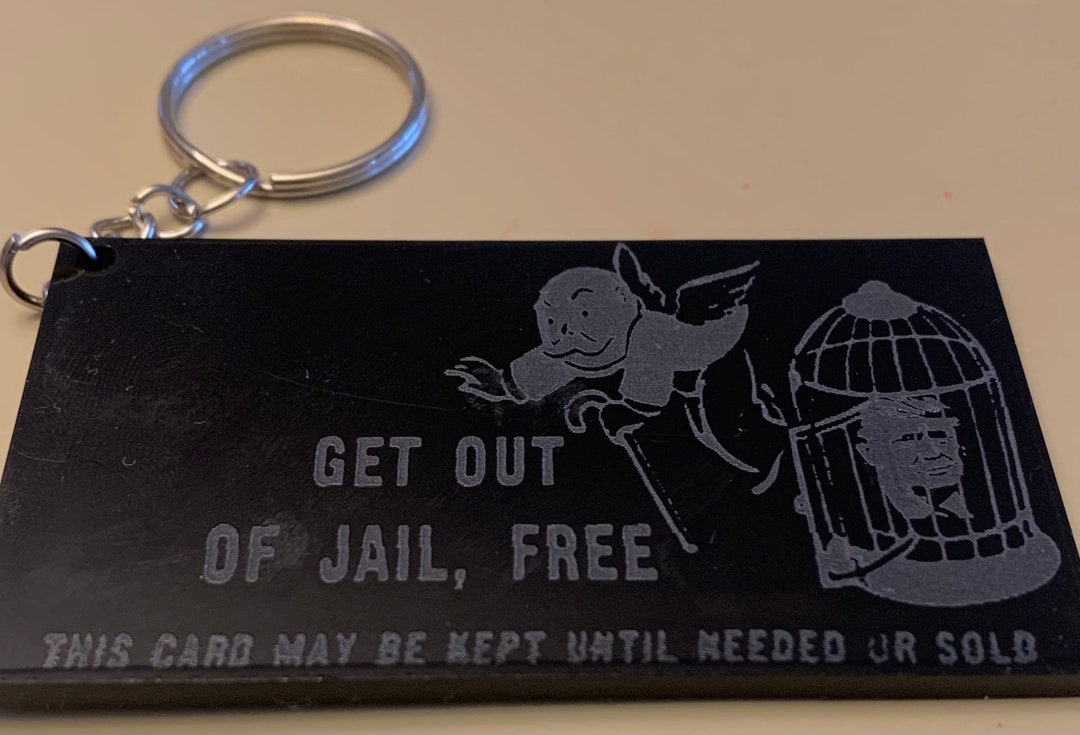 GET OUT
OF JAIL, FREE
THIS CARD MAY BE KEPT UNTIL NEEDED OR SOLD